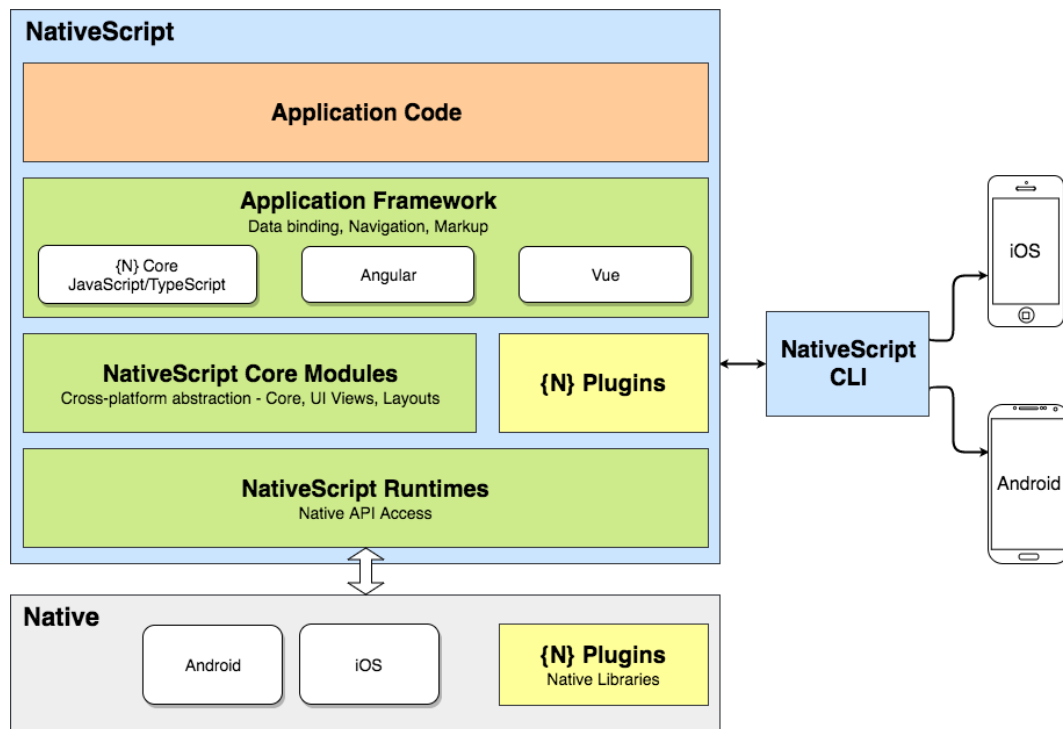 NativeScript
Application Code
Application Framework
Data binding, Navigation, Markup
{N} Core
JavaScript/TypeScript
Angular
Vue
NativeScript Core Modules
Cross-platform abstraction - Core, UI Views, Layouts
{N} Plugins
NativeScript Runtimes
Native API Access
NativeScript
CLI
iOS
Android
Native
Android
iOS
{N} Plugins
Native Libraries